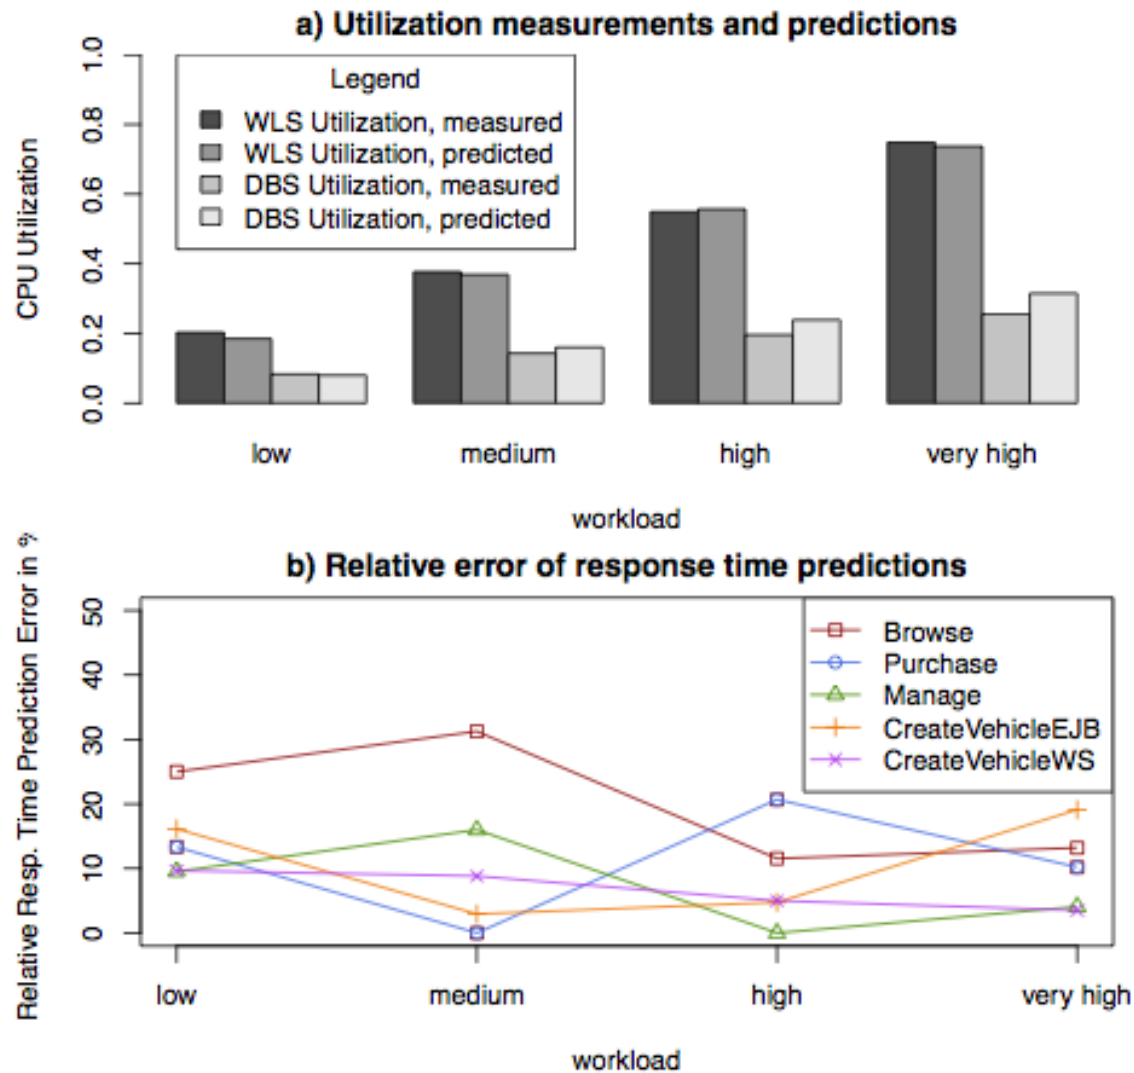 a) Utilization measurements and predictions
CPU Utilization
1.0
0.8
0.6
0.4
0.2
0.0
Legend
WLS Utilization, measured
WLS Utilization, predicted
DBS Utilization, measured
DBS Utilization, predicted
low medium high very high
workload
b) Relative error of response time predictions
Relative Resp. Time Prediction Error in %
50
40
30
20
10
0
Browse
Purchase
Manage
CreateVehicleEJB
CreateVehicleWS
low medium high very high
workload